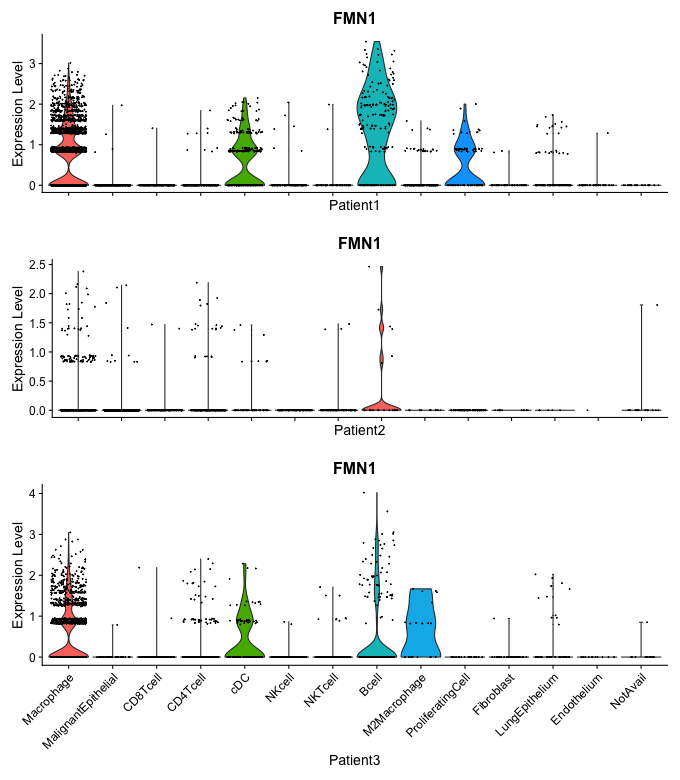 FMN1
Expression Level
3
2
1
0
Patient1
FMN1
Expression Level
2.5
2.0
1.5
1.0
0.5
0.0
Patient2
FMN1
Expression Level
4
3
2
1
0
Macrophage
MalignantEpithelial
CD8Tcell
CD4Tcell
cDC
NKcell
NKTcell
Bcell
M2Macrophage
ProliferatingCell
Fibroblast
LungEpithelium
Endothelium
NotAvail
Patient3